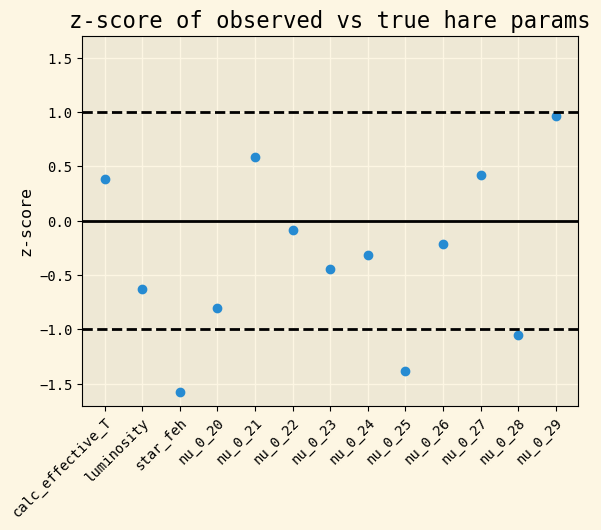 z-score of observed vs true hare params
z-score
1.5
1.0
0.5
0.0
−0.5
−1.0
−1.5
calc_effective_T
luminosity
star_feh
nu_0_20
nu_0_21
nu_0_22
nu_0_23
nu_0_24
nu_0_25
nu_0_26
nu_0_27
nu_0_28
nu_0_29